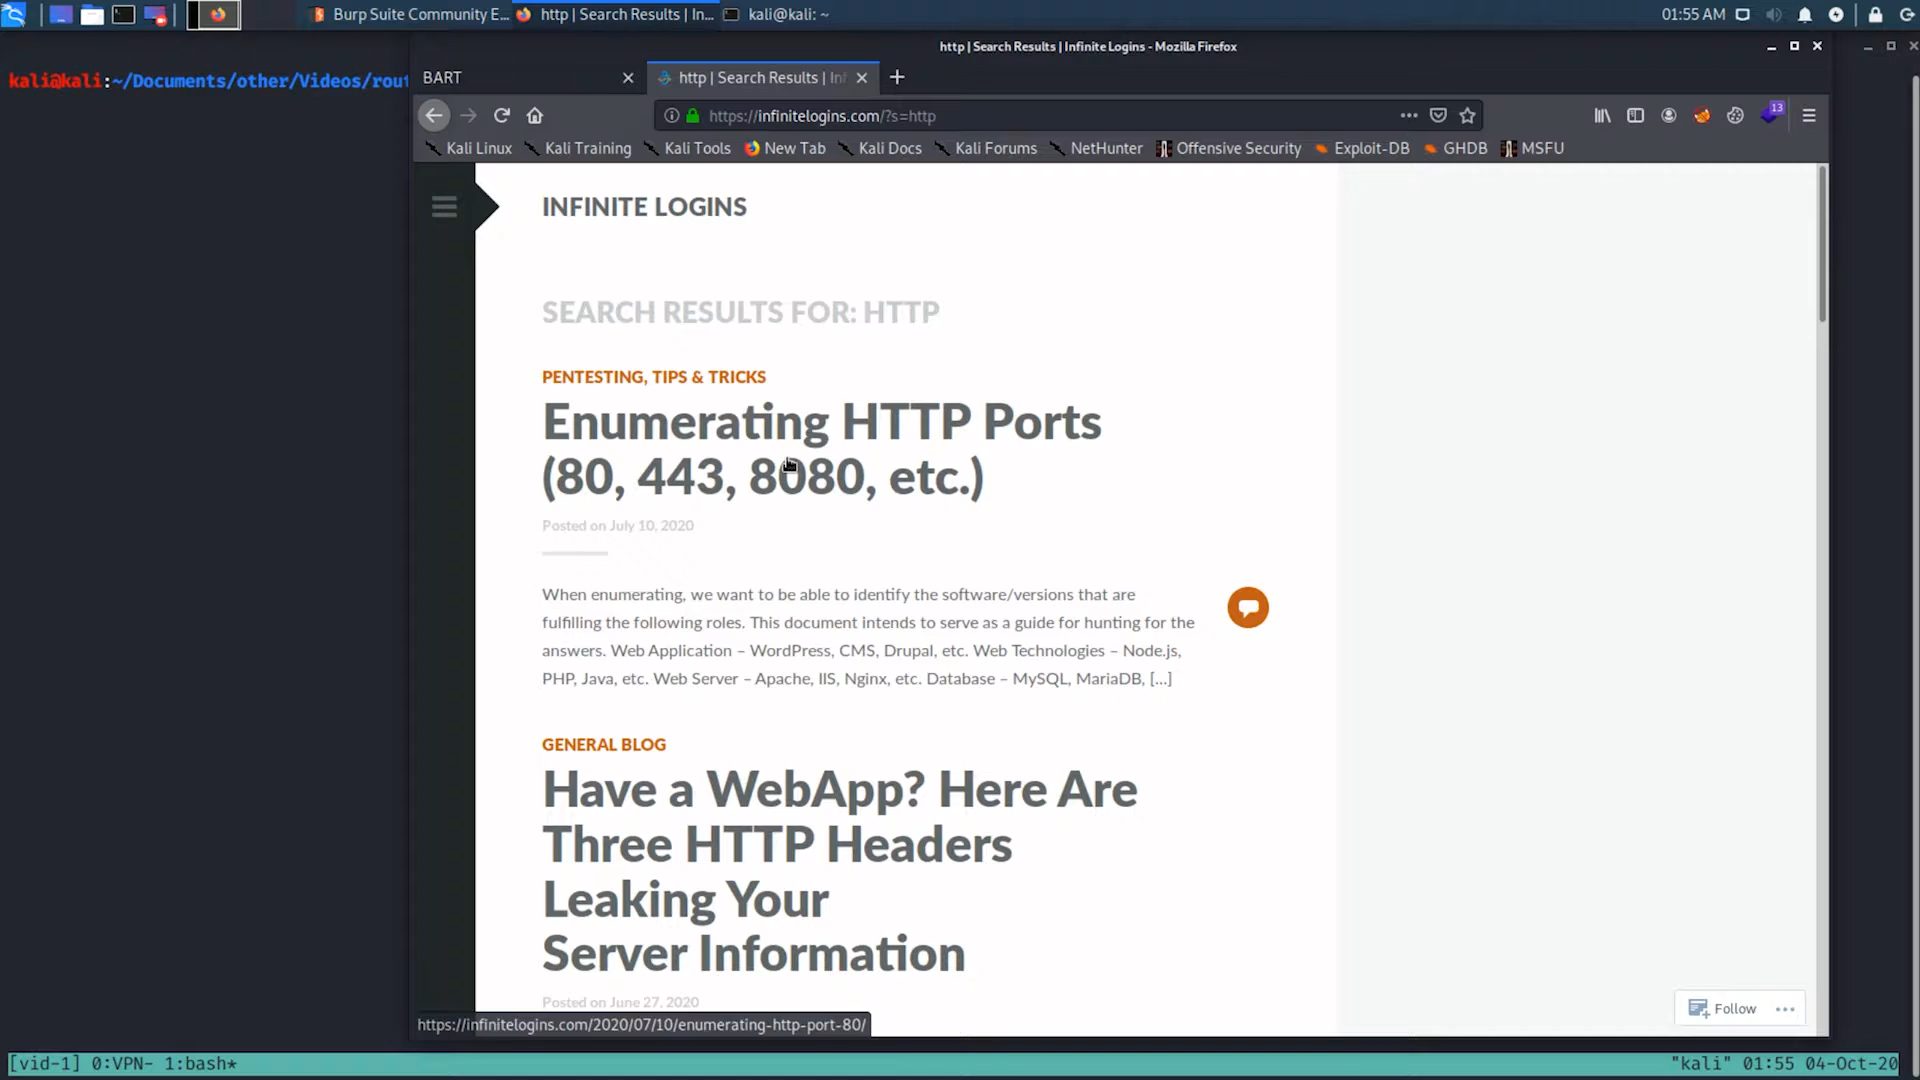 Burp Suite Community E...
http | Search Results | In...
kali@kali: ~
01:55 AM
kali@kali:~/Documents/other/Videos/rout
http | Search Results | Infinite Logins - Mozilla Firefox
BART
http | Search Results | Inf
https://infinitelogins.com/?s=http
13
Kali Linux
Kali Training
Kali Tools
New Tab
Kali Docs
Kali Forums
NetHunter
Offensive Security
Exploit-DB
GHDB
MSFU
INFINITE LOGINS
SEARCH RESULTS FOR: HTTP
PENTESTING, TIPS & TRICKS
Enumerating HTTP Ports
(80, 443, 8080, etc.)
Posted on July 10, 2020
When enumerating, we want to be able to identify the software/versions that are
fulfilling the following roles. This document intends to serve as a guide for hunting for the
answers. Web Application – WordPress, CMS, Drupal, etc. Web Technologies – Node.js,
PHP, Java, etc. Web Server – Apache, IIS, Nginx, etc. Database – MySQL, MariaDB, [...]
GENERAL BLOG
Have a WebApp? Here Are
Three HTTP Headers
Leaking Your
Server Information
Posted on June 27, 2020
Follow
https://infinitelogins.com/2020/07/10/enumerating-http-port-80/
[vid-1] 0:VPN- 1:bash*
"kali" 01:55 04-Oct-20